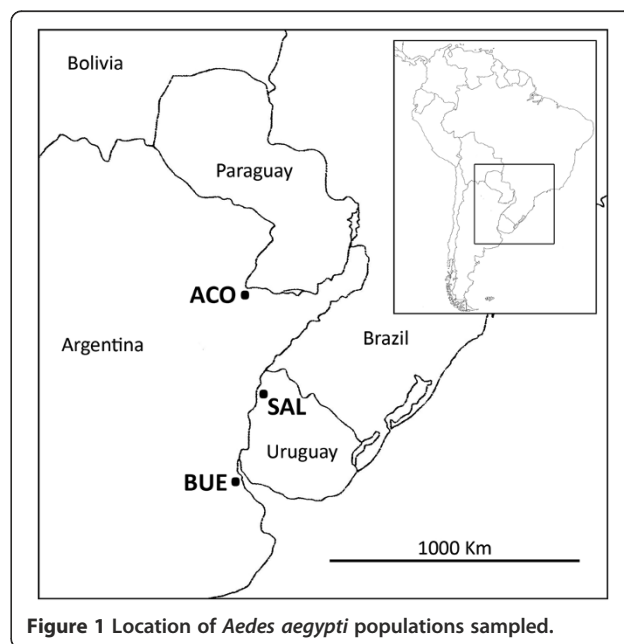 Bolivia
Paraguay
ACO
Argentina
Brazil
SAL
Uruguay
BUE
1000 Km
Figure 1 Location of Aedes aegypti populations sampled.